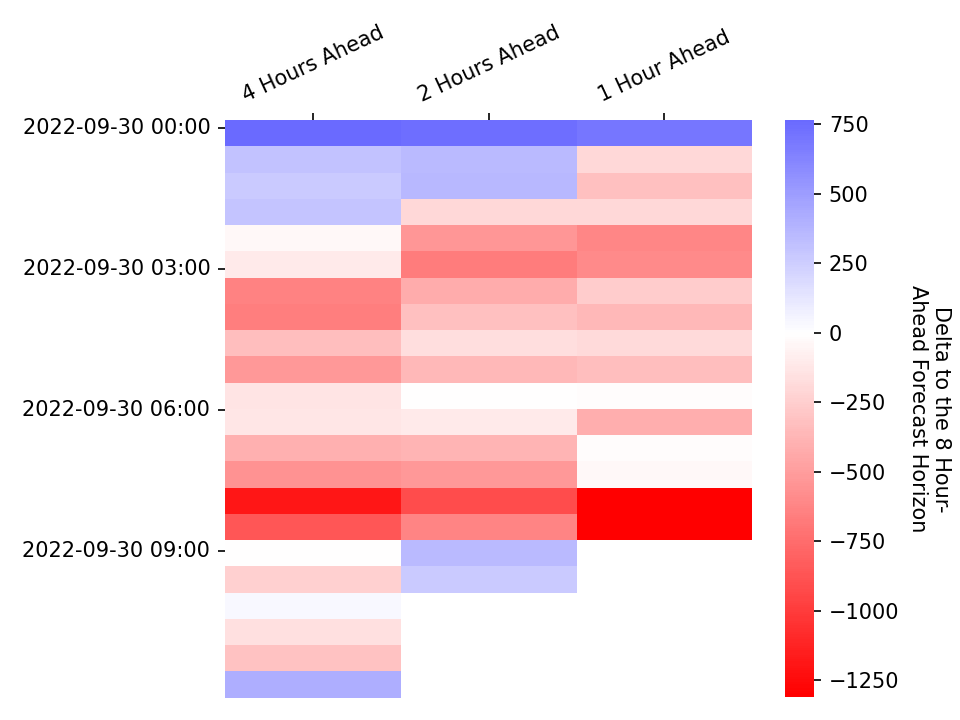 4 Hours Ahead
2 Hours Ahead
1 Hour Ahead
2022-09-30 00:00
2022-09-30 03:00
2022-09-30 06:00
2022-09-30 09:00
750
500
250
0
−250
−500
−750
−1000
−1250
Delta to the 8 Hour-
Ahead Forecast Horizon